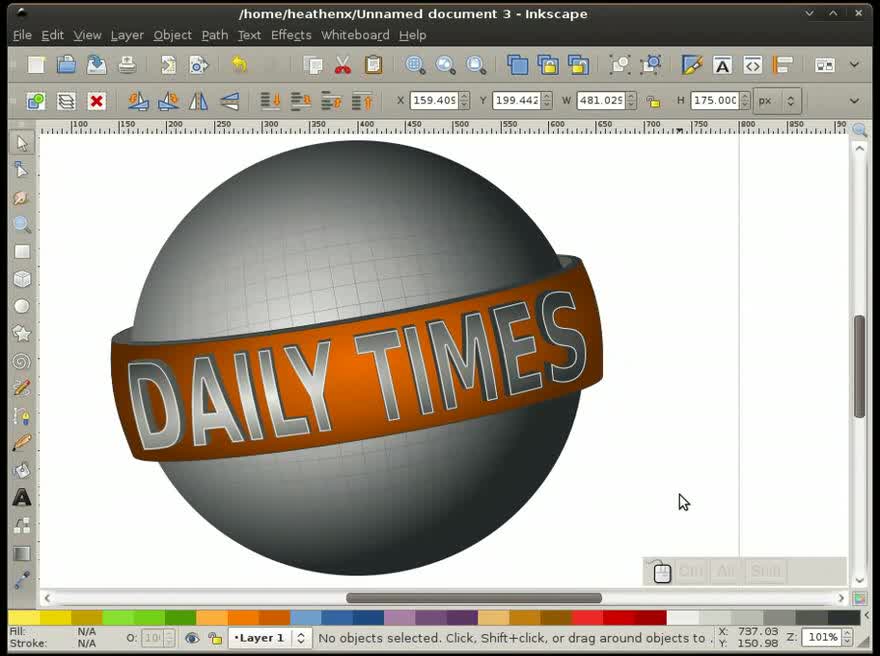 /home/heathenx/Unnamed document 3 - Inkscape
File Edit View Layer Object Path Text Effects Whiteboard Help
X 159.409 Y 199.442 W 481.029 H 175.000 px
100 150 200 250 300 350 400 450 500 550 600 650 700 750 800 850 90
DAILY TIMES
Ctrl Alt Shift
Fill: N/A O: 10 •Layer 1 No objects selected. Click, Shift+click, or drag around objects to . X: 737.03 Z: 101%
Stroke: N/A Y: 150.98